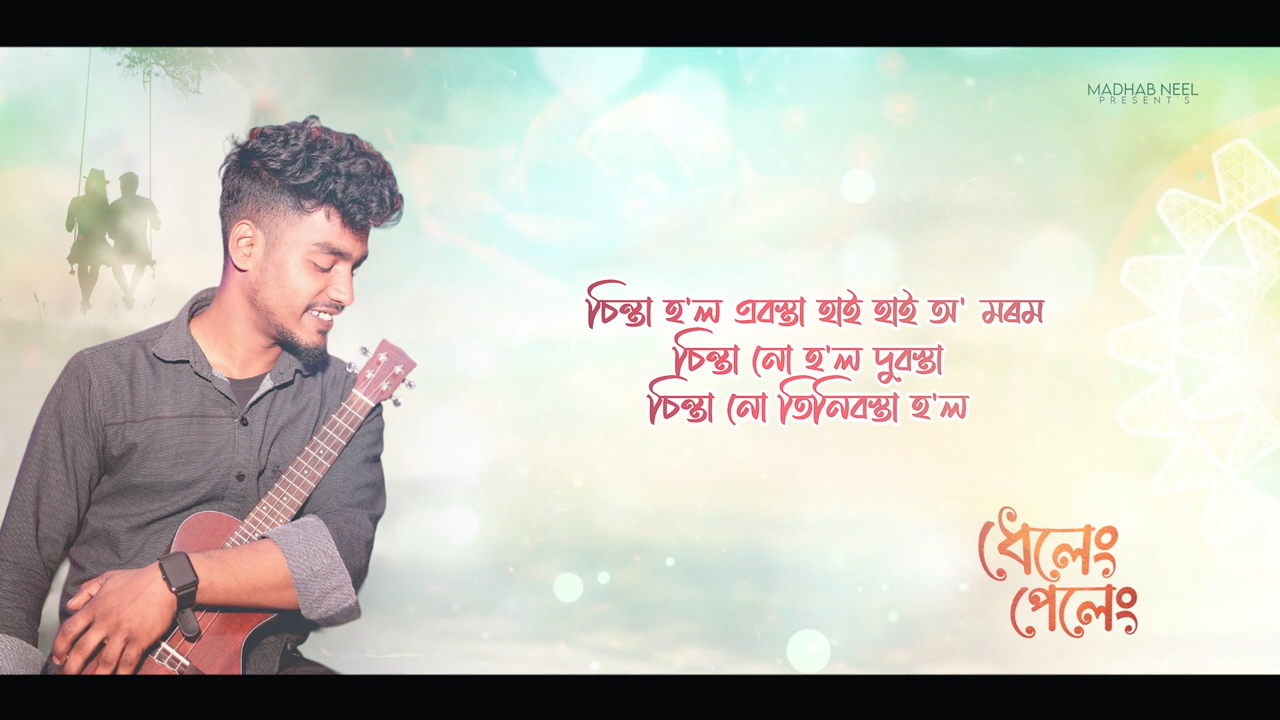 MADHAB NEEL
PRESENT'S
চিন্তা হ'ল এবস্তা হাই হাই অ' মৰম
চিন্তা নো হ'ল দুবস্তা
চিন্তা নো তিনিবস্তা হ'ল
ধেলেং
পেলেং